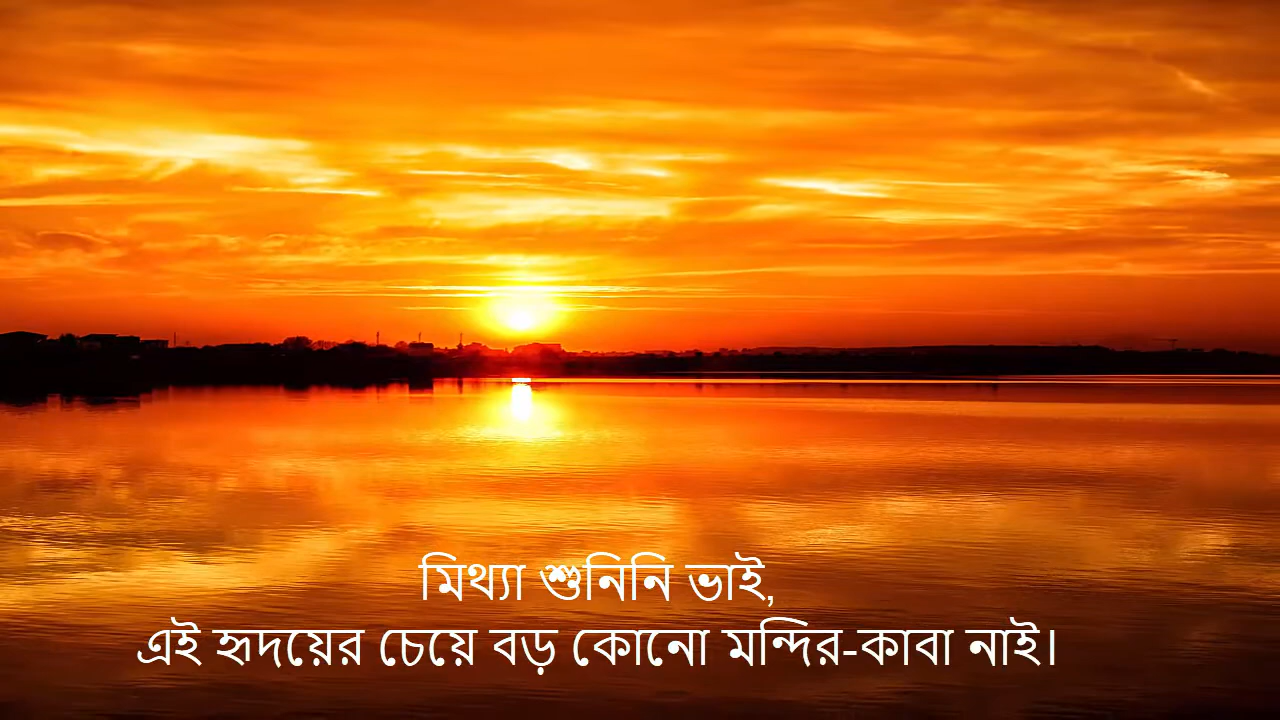 মিথ্যা শুনিনি ভাই,
এই হৃদয়ের চেয়ে বড় কোনো মন্দির-কাবা নাই।